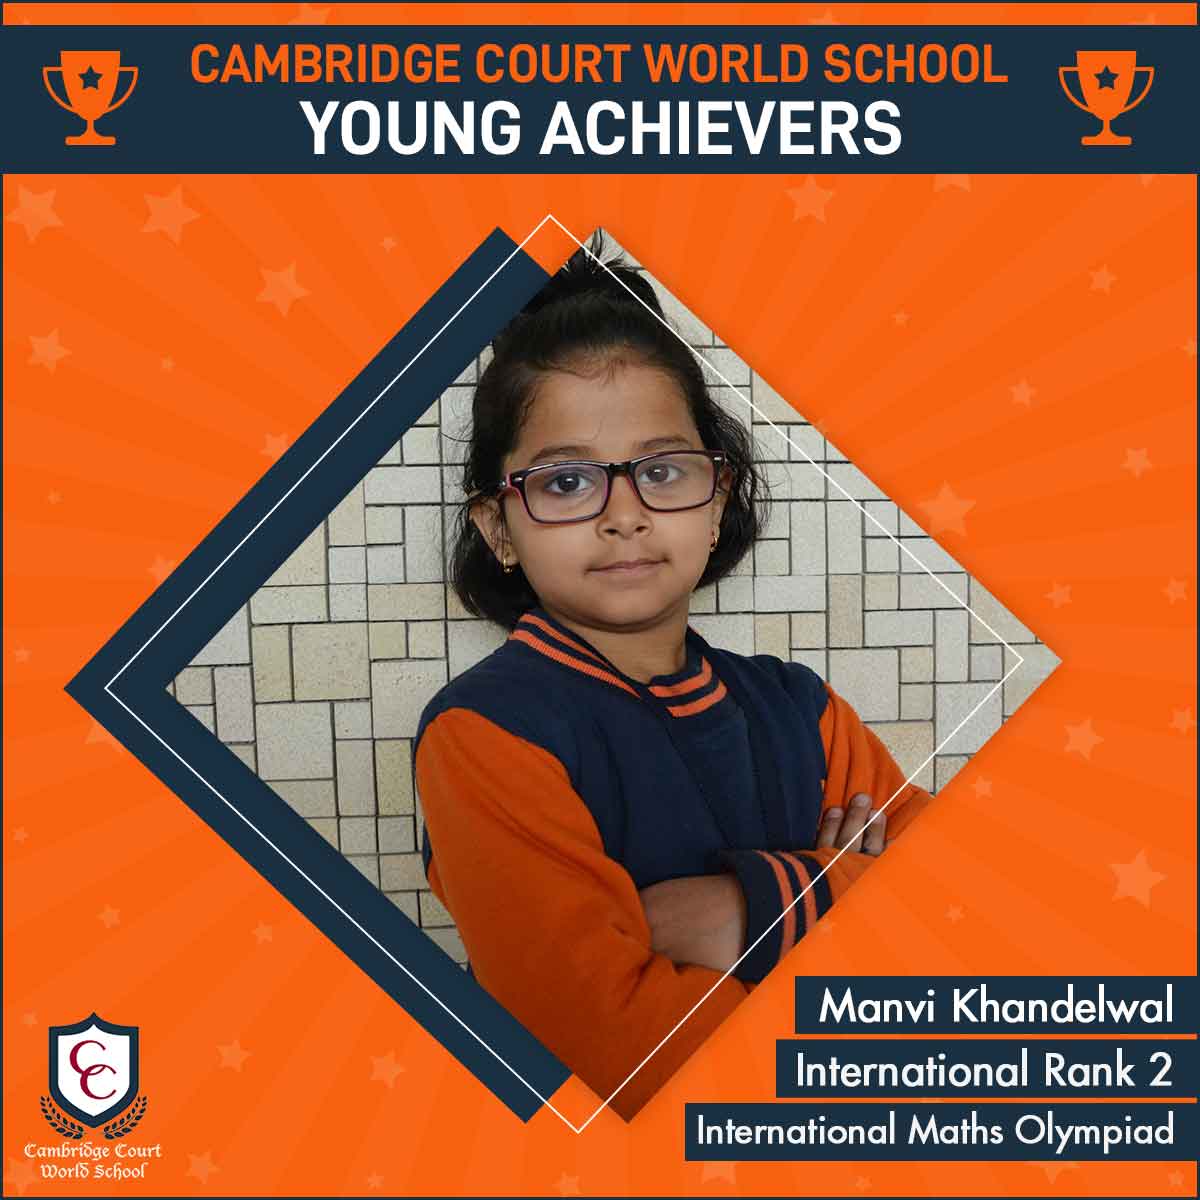 CAMBRIDGE COURT WORLD SCHOOL
YOUNG ACHIEVERS
Manvi Khandelwal
International Rank 2
International Maths Olympiad
CC
Cambridge Court
World School